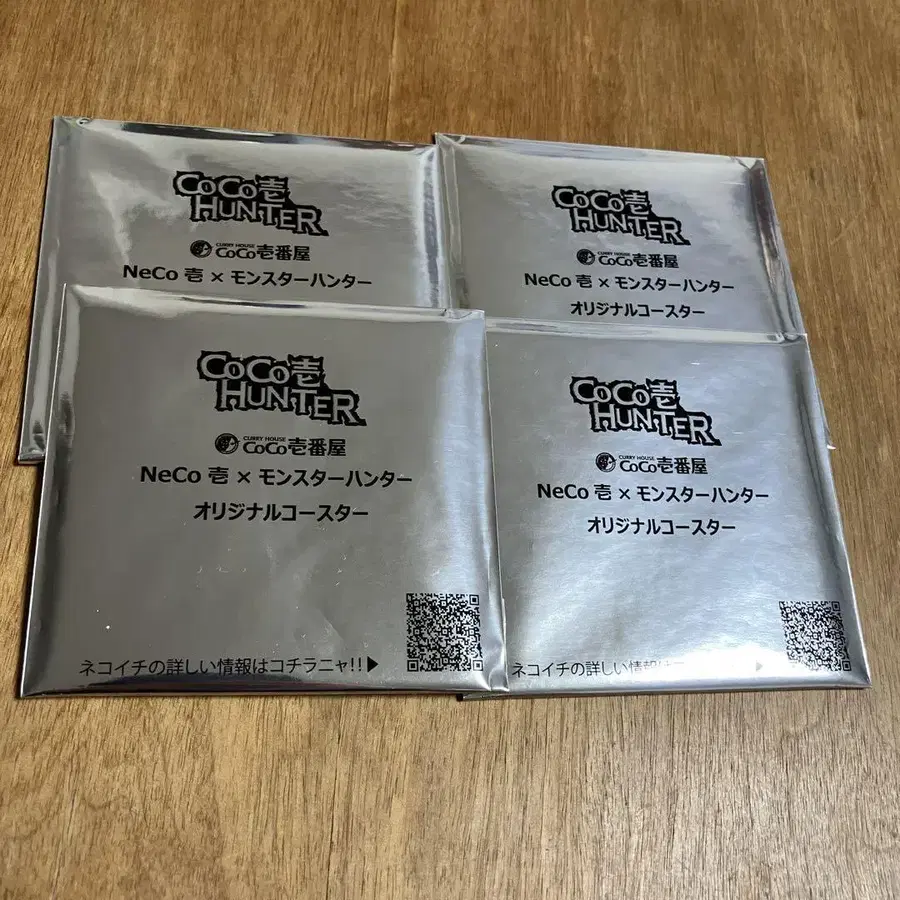 CoCo壱
HUNTER
CURRY HOUSE
CoCo壱番屋
NeCo 壱 × モンスターハンター
CoCo壱
HUNTER
CURRY HOUSE
CoCo壱番屋
NeCo 壱 × モンスターハンター
オリジナルコースター
CoCo壱
HUNTER
CURRY HOUSE
CoCo壱番屋
NeCo 壱 × モンスターハンター
オリジナルコースター
ネコイチの詳しい情報はコチラニャ!!▶
CoCo壱
HUNTER
CURRY HOUSE
CoCo壱番屋
NeCo 壱 × モンスターハンター
オリジナルコースター
ネコイチの詳しい情報